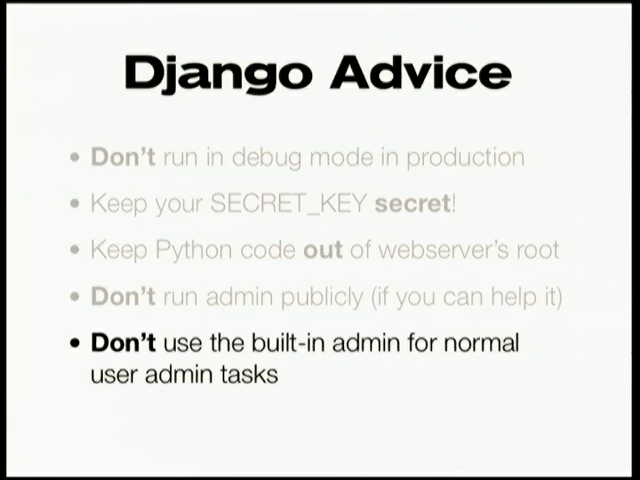 Django Advice
• Don't run in debug mode in production
• Keep your SECRET_KEY secret!
• Keep Python code out of webserver's root
• Don't run admin publicly (if you can help it)
• Don't use the built-in admin for normal
user admin tasks